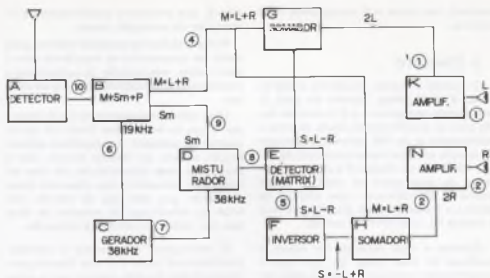 G
SOMADOR
M=L+R
2L
4
1
A
DETECTOR
10
B
M+Sm+P
M=L+R
K
AMPLIF.
L
1
Sm
19kHz
9
6
Sm
S=L-R
D
MISTU
RADOR
8
E
DETECTOR
(MATRIX)
N
AMPLIF.
R
2
38kHz
5
S=L-R
M=L+R
2
2R
C
GERADOR
38kHz
7
F
INVERSOR
H
SOMADOR
S=-L+R